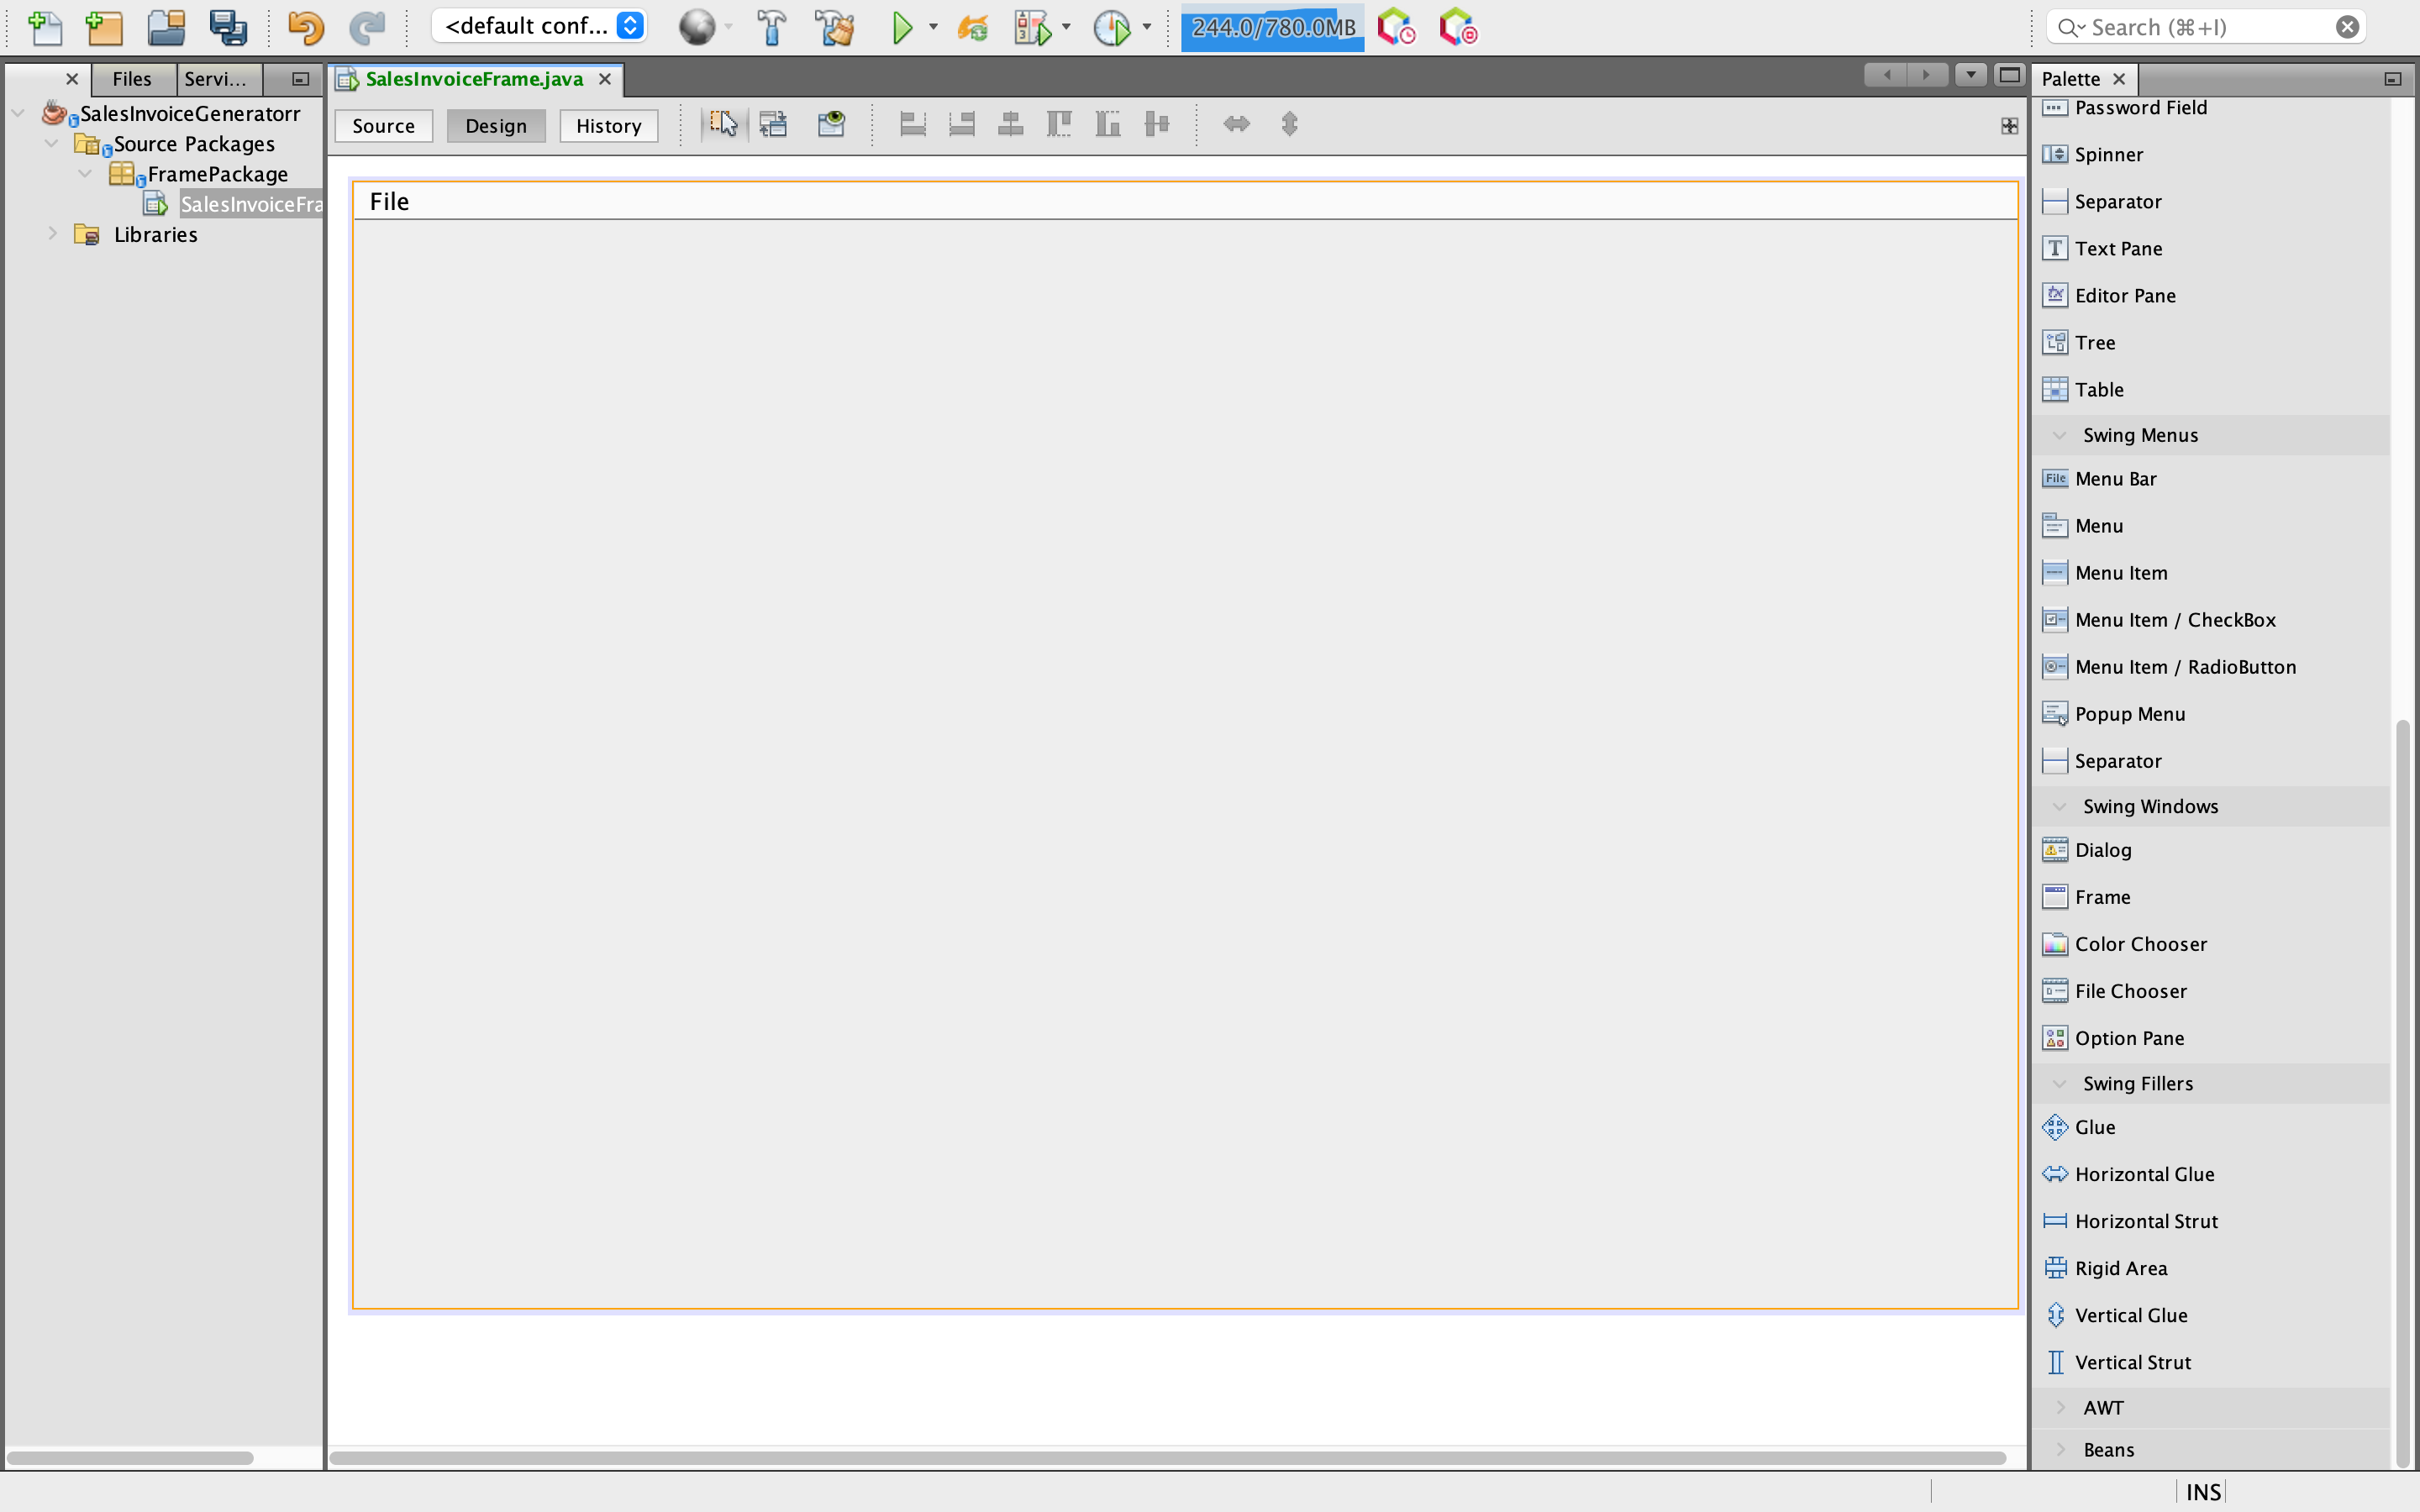 <default conf...
244.0/780.0MB
Search (⌘+I)
Files
Servi...
SalesInvoiceFrame.java
Palette
SalesInvoiceGeneratorr
Source Packages
FramePackage
SalesInvoiceFra
Libraries
Source
Design
History
File
Password Field
Spinner
Separator
Text Pane
Editor Pane
Tree
Table
Swing Menus
File
Menu Bar
Menu
Menu Item
Menu Item / CheckBox
Menu Item / RadioButton
Popup Menu
Separator
Swing Windows
Dialog
Frame
Color Chooser
File Chooser
Option Pane
Swing Fillers
Glue
Horizontal Glue
Horizontal Strut
Rigid Area
Vertical Glue
Vertical Strut
AWT
Beans
INS